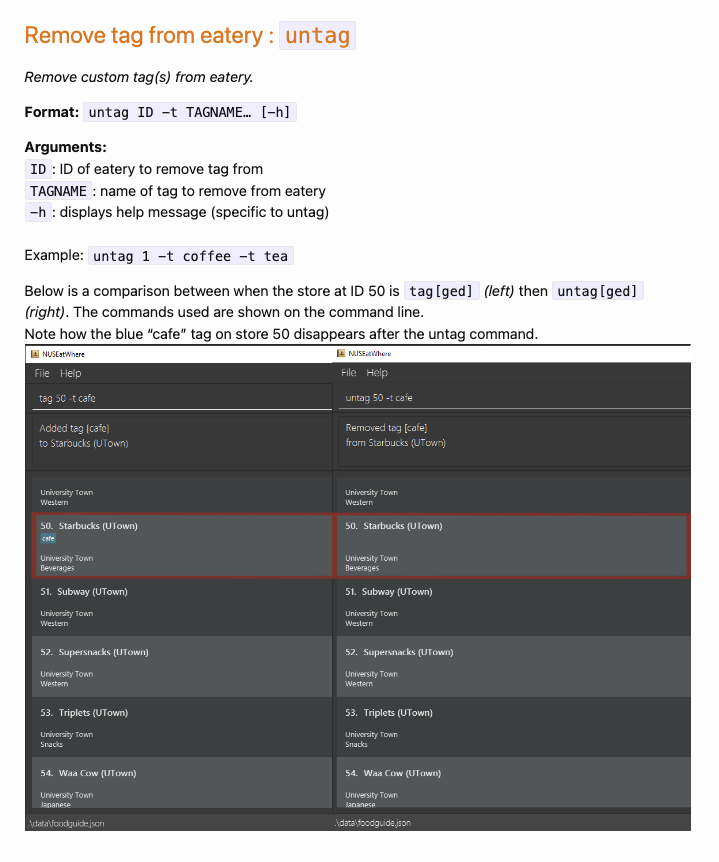 Remove tag from eatery : untag
Remove custom tag(s) from eatery.
Format: untag ID -t TAGNAME… [-h]
Arguments:
ID : ID of eatery to remove tag from
TAGNAME : name of tag to remove from eatery
-h : displays help message (specific to untag)
Example: untag 1 -t coffee -t tea
Below is a comparison between when the store at ID 50 is tag[ged] (left) then untag[ged]
(right). The commands used are shown on the command line.
Note how the blue “cafe” tag on store 50 disappears after the untag command.
NUSEatWhere
File Help
tag 50 -t cafe
Added tag [cafe]
to Starbucks (UTown)
University Town
Western
50. Starbucks (UTown)
cafe
University Town
Beverages
51. Subway (UTown)
University Town
Western
52. Supersnacks (UTown)
University Town
Western
53. Triplets (UTown)
University Town
Snacks
54. Waa Cow (UTown)
University Town
Japanese
\data\foodguide.json
NUSEatWhere
File Help
untag 50 -t cafe
Removed tag [cafe]
from Starbucks (UTown)
University Town
Western
50. Starbucks (UTown)
University Town
Beverages
51. Subway (UTown)
University Town
Western
52. Supersnacks (UTown)
University Town
Western
53. Triplets (UTown)
University Town
Snacks
54. Waa Cow (UTown)
University Town
Japanese
.\data\foodguide.json